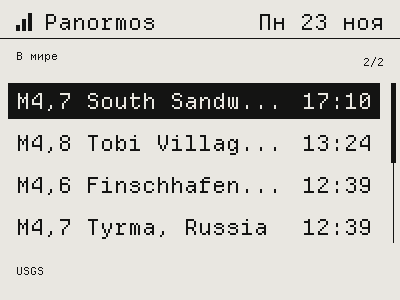 Panormos Пн 23 ноя
В мире
2/2
M4,7 South Sandw... 17:10
M4,8 Tobi Villag... 13:24
M4,6 Finschhafen... 12:39
M4,7 Tyrma, Russia 12:39
USGS